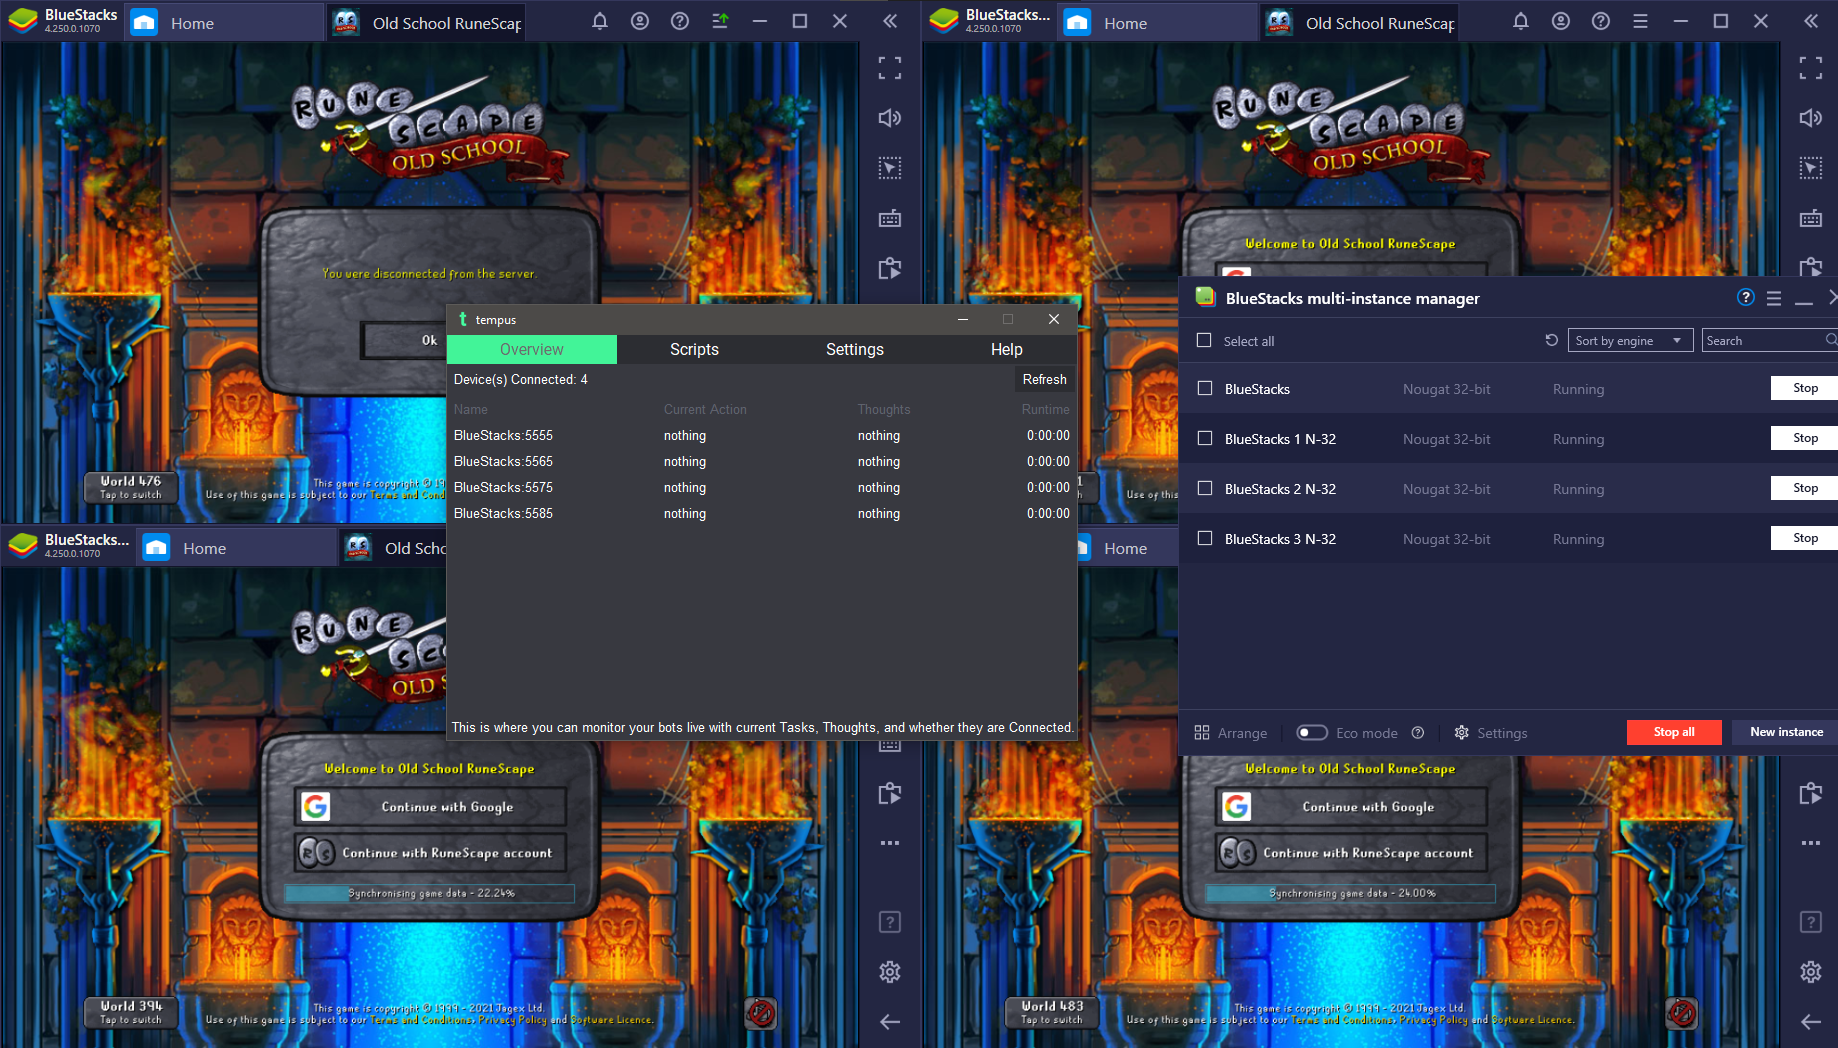 BlueStacks
4.250.0.1070
Home
Old School RuneScap
BlueStacks...
4.250.0.1070
Home
Old School RuneScap
RUNE
SCAPE
OLD SCHOOL
RUNE
SCAPE
OLD SCHOOL
You were disconnected from the server.
Ok
World 476
Tap to switch
This game is copyright © 19
Use of this game is subject to our Terms and Cond
Welcome to Old School RuneScape
Use of this
tempus
Overview
Scripts
Settings
Help
Device(s) Connected: 4
Refresh
Name
Current Action
Thoughts
Runtime
BlueStacks:5555
nothing
nothing
0:00:00
BlueStacks:5565
nothing
nothing
0:00:00
BlueStacks:5575
nothing
nothing
0:00:00
BlueStacks:5585
nothing
nothing
0:00:00
This is where you can monitor your bots live with current Tasks, Thoughts, and whether they are Connected.
BlueStacks multi-instance manager
Select all
Sort by engine
Search
BlueStacks
Nougat 32-bit
Running
Stop
BlueStacks 1 N-32
Nougat 32-bit
Running
Stop
BlueStacks 2 N-32
Nougat 32-bit
Running
Stop
BlueStacks 3 N-32
Nougat 32-bit
Running
Stop
Arrange
Eco mode
Settings
Stop all
New instance
BlueStacks...
4.250.0.1070
Home
Old Scho
Home
RUNE
SC
OLD S
Welcome to Old School RuneScape
Continue with Google
RS
Continue with RuneScape account
Synchronising game data - 22.24%
World 394
Tap to switch
This game is copyright © 1999 - 2021 Jagex Ltd.
Use of this game is subject to our Terms and Conditions, Privacy Policy and Software Licence.
Welcome to Old School RuneScape
Continue with Google
RS
Continue with RuneScape account
Synchronising game data - 24.00%
World 483
Tap to switch
This game is copyright © 1999 - 2021 Jagex Ltd.
Use of this game is subject to our Terms and Conditions, Privacy Policy and Software Licence.